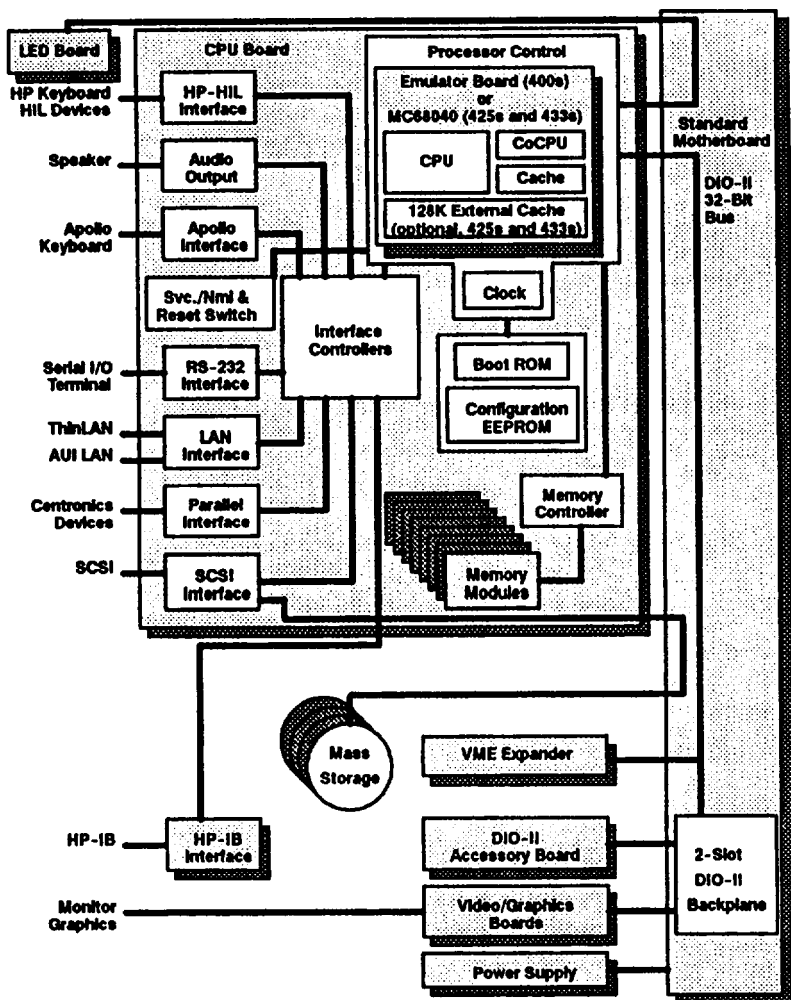 LED Board
CPU Board
Processor Control
Emulator Board (400s)
or
MC68040 (425s and 433s)
CPU
CoCPU
Cache
128K External Cache
(optional, 425s and 433s)
Standard
Motherboard
DIO-II
32-Bit
Bus
HP Keyboard
HIL Devices
HP-HIL
Interface
Speaker
Audio
Output
Apollo
Keyboard
Apollo
Interface
Svc./Nmi &
Reset Switch
Interface
Controllers
Clock
Boot ROM
Configuration
EEPROM
Serial I/O
Terminal
RS-232
Interface
ThinLAN
AUI LAN
LAN
Interface
Centronics
Devices
Parallel
Interface
Memory
Controller
SCSI
SCSI
Interface
Memory
Modules
Mass
Storage
VME Expander
HP-IB
HP-IB
Interface
DIO-II
Accessory Board
2-Slot
DIO-II
Backplane
Monitor
Graphics
Video/Graphics
Boards
Power Supply